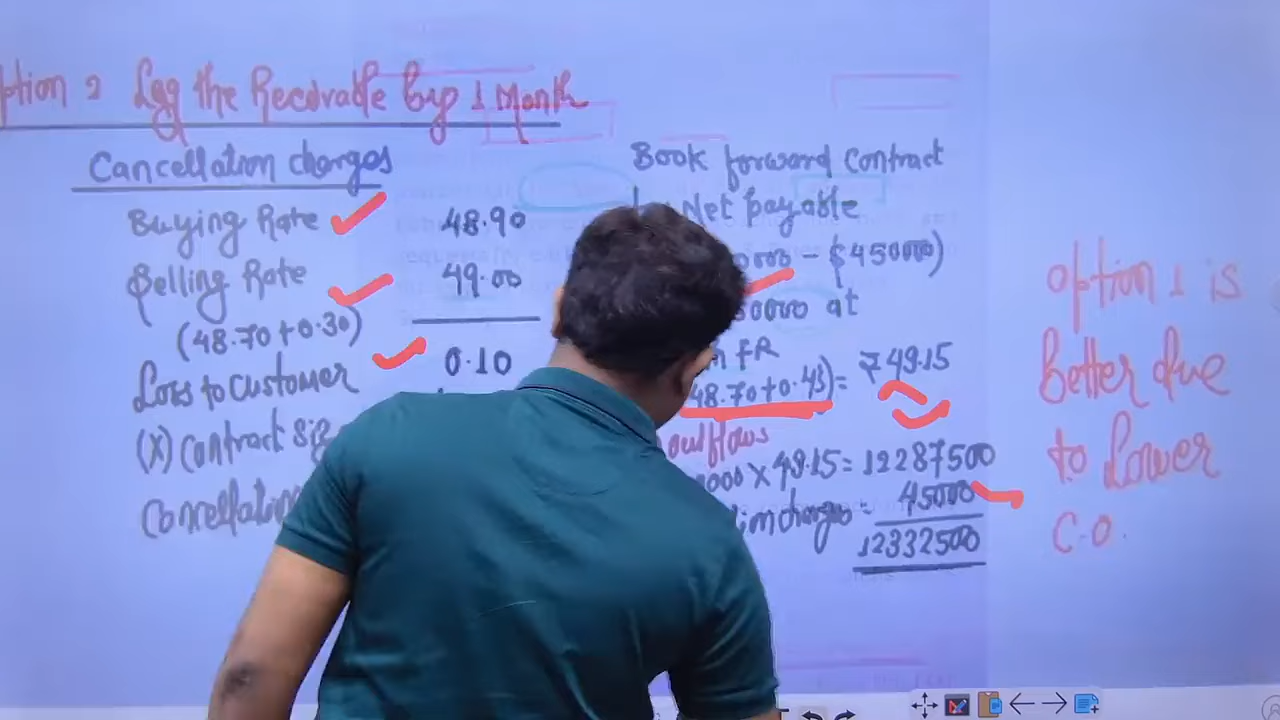 ption 2 Lag the Receivable by 1 Month
Cancellation charges
Buying Rate 48.90
Selling Rate 49.00
(48.70+0.30)
Loss to customer 0.10
(X) Contract
Book forward contract
Net payable
- $450000)
at
FR
48.70+0.45) = ₹49.15
outflows
000 X 49.15 = 12287500
= 45000
12332500
option 1 is
Better due
to Lower
C.O.